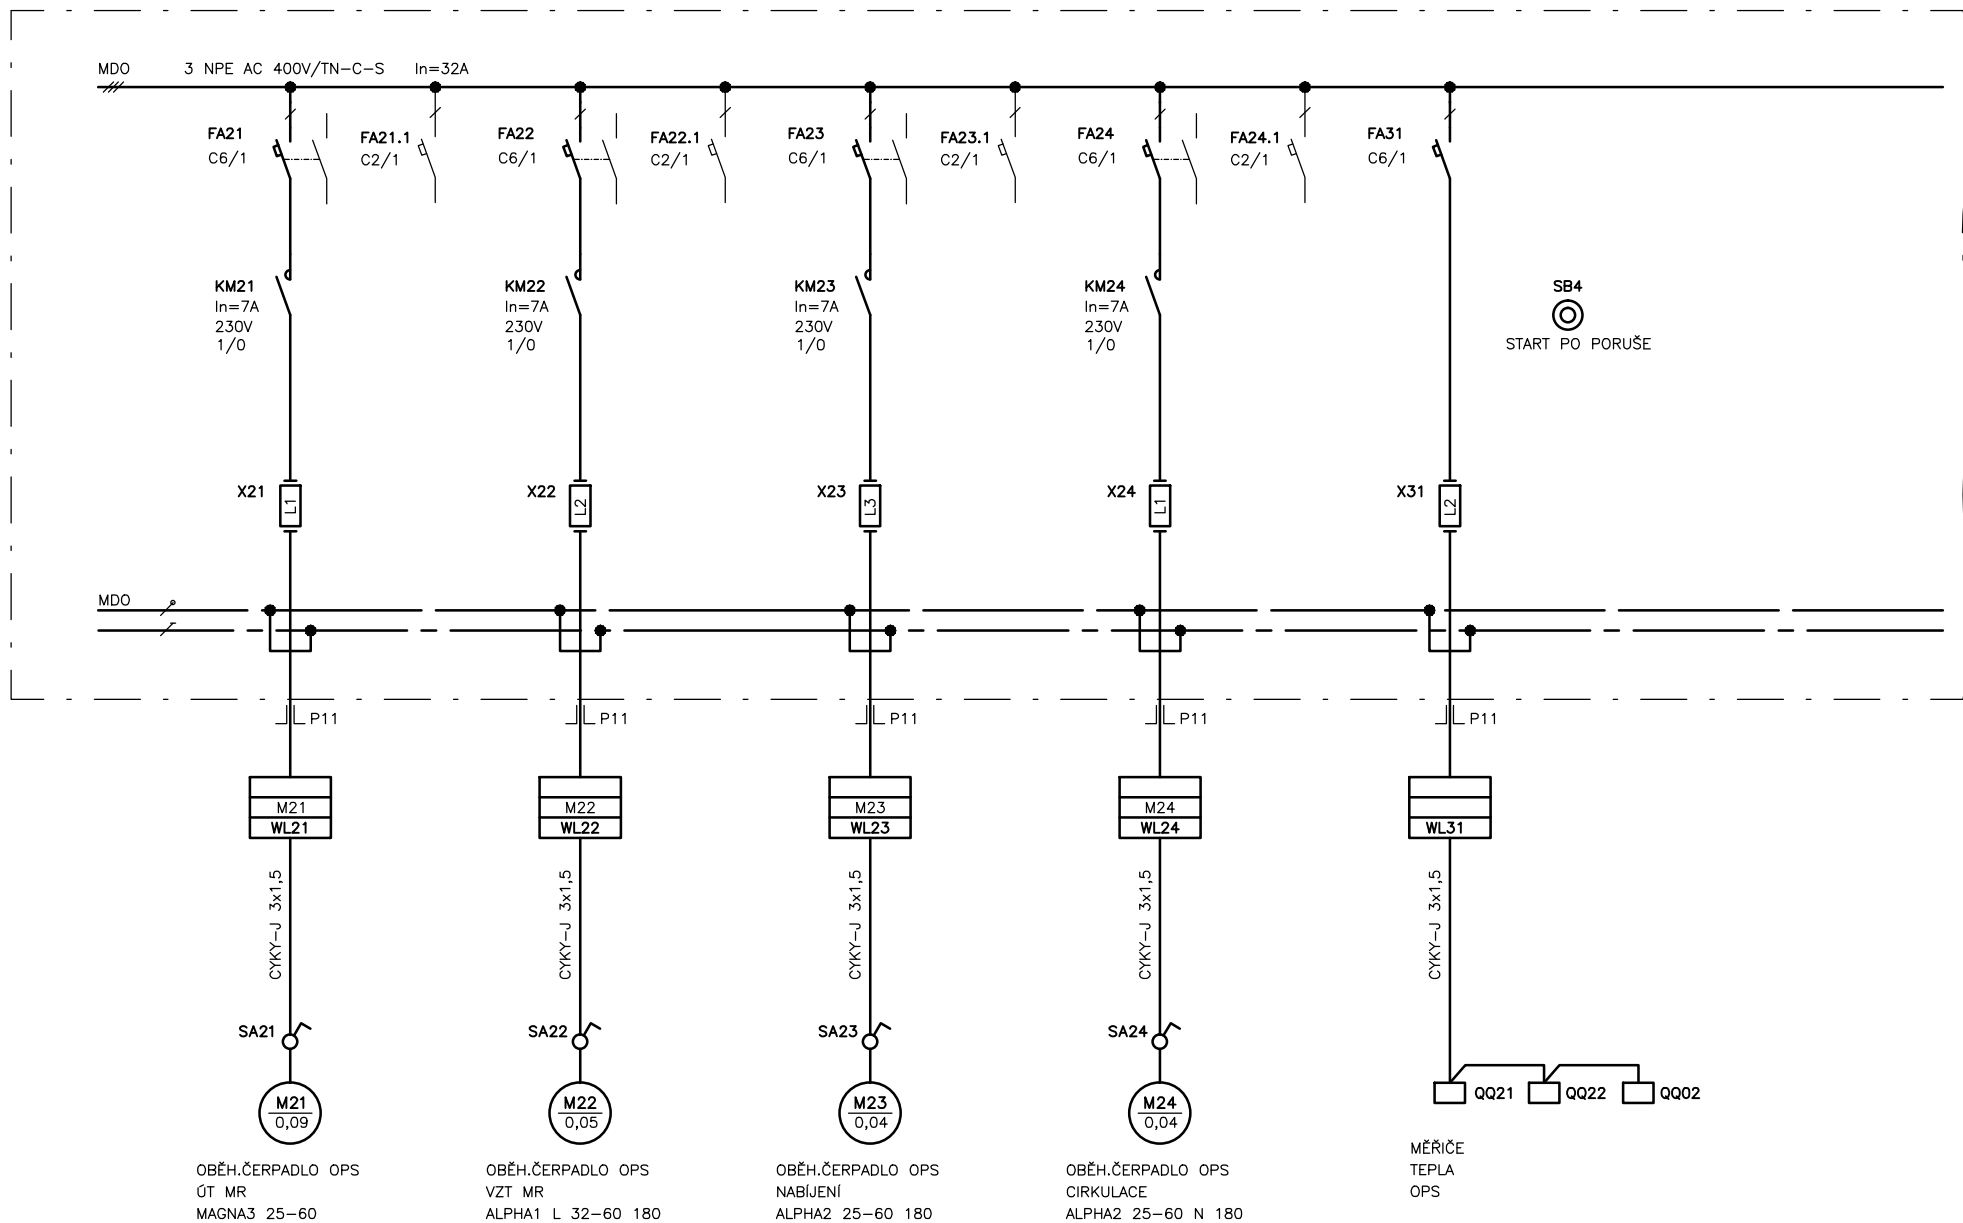 MDO 3 NPE AC 400V/TN-C-S In=32A
FA21
C6/1
FA21.1
C2/1
FA22
C6/1
FA22.1
C2/1
FA23
C6/1
FA23.1
C2/1
FA24
C6/1
FA24.1
C2/1
FA31
C6/1
KM21
In=7A
230V
1/0
KM22
In=7A
230V
1/0
KM23
In=7A
230V
1/0
KM24
In=7A
230V
1/0
SB4
START PO PORUŠE
X21
L1
X22
L2
X23
L3
X24
L1
X31
L2
MDO
P11
P11
P11
P11
P11
M21
WL21
M22
WL22
M23
WL23
M24
WL24
WL31
CYKY-J 3x1,5
CYKY-J 3x1,5
CYKY-J 3x1,5
CYKY-J 3x1,5
CYKY-J 3x1,5
SA21
SA22
SA23
SA24
M21
0,09
M22
0,05
M23
0,04
M24
0,04
QQ21
QQ22
QQ02
OBĚH.ČERPADLO OPS
ÚT MR
MAGNA3 25-60
OBĚH.ČERPADLO OPS
VZT MR
ALPHA1 L 32-60 180
OBĚH.ČERPADLO OPS
NABÍJENÍ
ALPHA2 25-60 180
OBĚH.ČERPADLO OPS
CIRKULACE
ALPHA2 25-60 N 180
MĚŘIČE
TEPLA
OPS